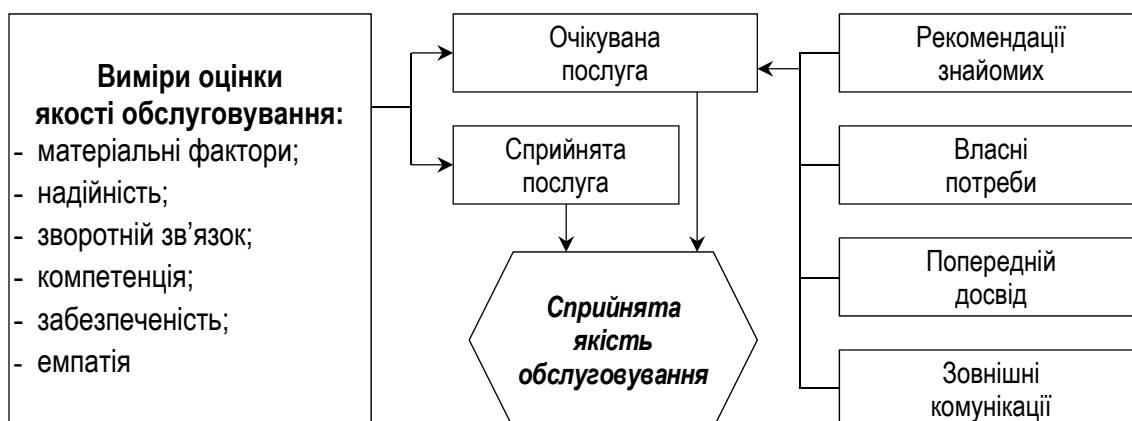 Виміри оцінки
якості обслуговування:
- матеріальні фактори;
- надійність;
- зворотній зв’язок;
- компетенція;
- забезпеченість;
- емпатія
Очікувана
послуга
Сприйнята
послуга
Сприйнята
якість
обслуговування
Рекомендації
знайомих
Власні
потреби
Попередній
досвід
Зовнішні
комунікації